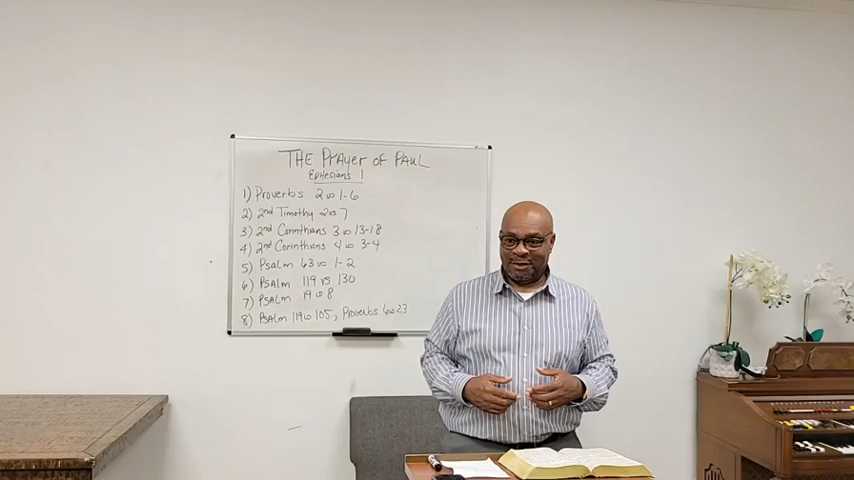 THE PRAYER OF PAUL
EPHESIANS 1
1) Proverbs 2 vs 1-6
2) 2nd Timothy 2 vs 7
3) 2nd Corinthians 3 vs 13-18
4) 2nd Corinthians 4 vs 3-4
5) Psalm 63 vs 1-2
6) Psalm 119 vs 130
7) Psalm 19 vs 8
8) Psalm 119 vs 105, Proverbs 6 vs 23